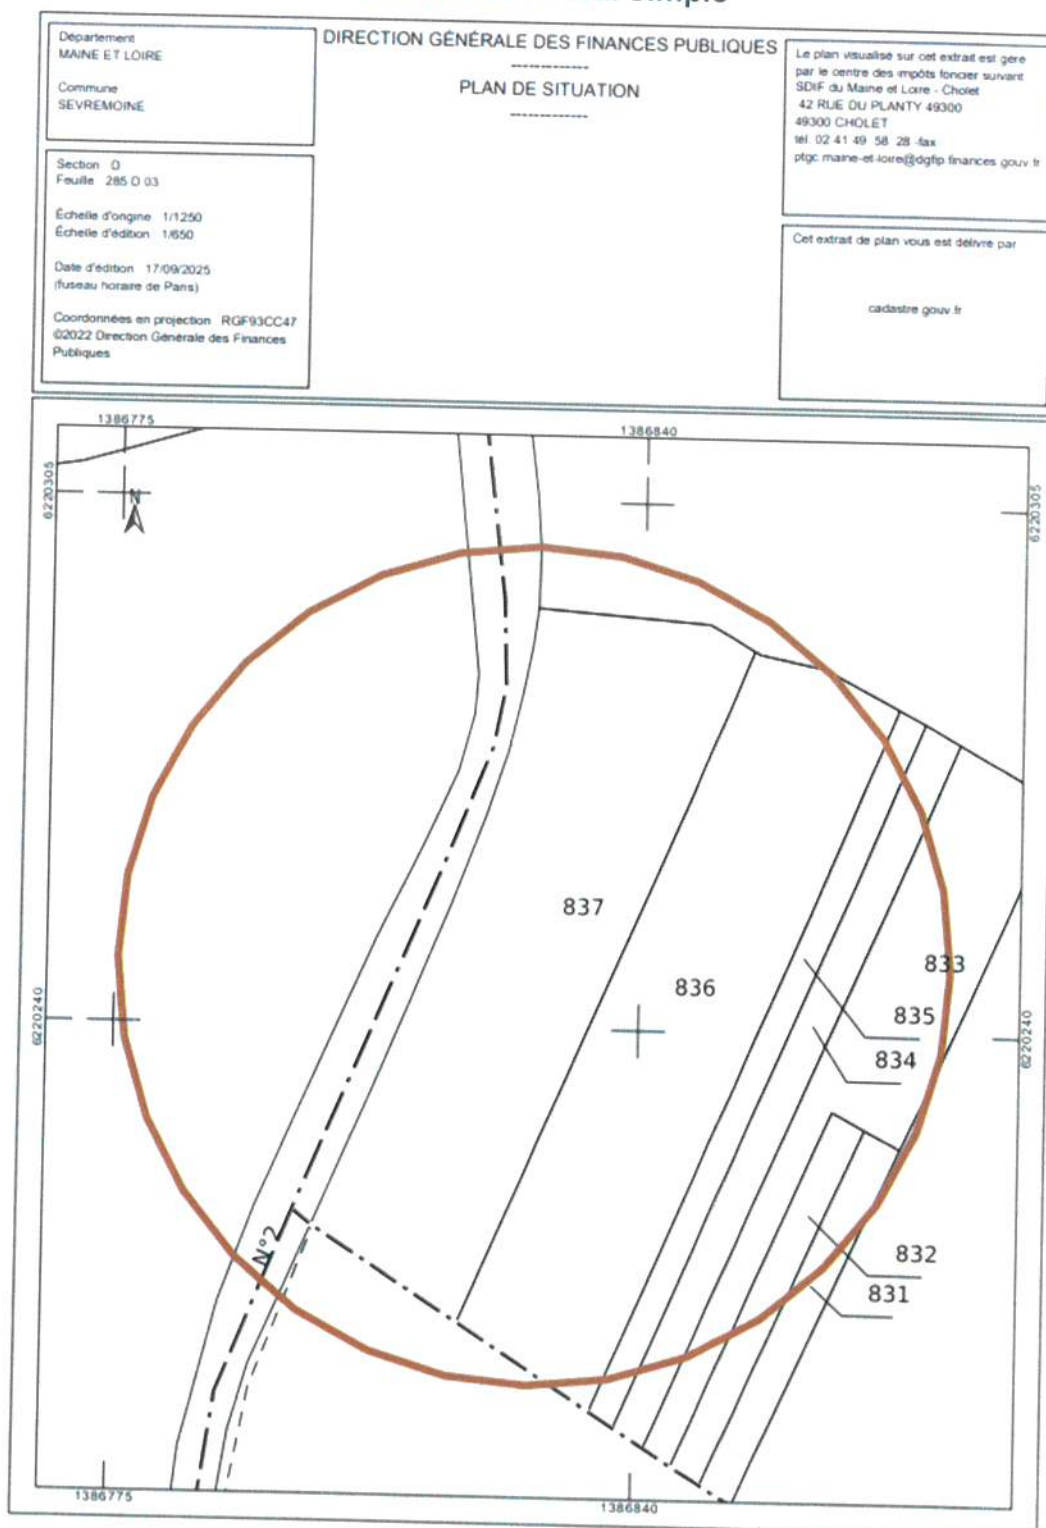 DIRECTION GÉNÉRALE DES FINANCES PUBLIQUES
-------------
PLAN DE SITUATION
-------------
Département
MAINE ET LOIRE
Commune
SEVREMOINE
Section O
Feuille 285 D 03
Échelle d'origine 1/1250
Échelle d'édition 1/650
Date d'édition 17/09/2025
(fuseau horaire de Paris)
Coordonnées en projection RGF93CC47
©2022 Direction Générale des Finances
Publiques
Le plan visualisé sur cet extrait est géré
par le centre des impôts foncier suivant
SDIF du Maine et Loire - Cholet
42 RUE DU PLANTY 49300
49300 CHOLET
tél. 02 41 49 58 28 -fax
ptgc.maine-et-loire@dgfip.finances.gouv.fr
Cet extrait de plan vous est délivré par
cadastre.gouv.fr
1386775
1386840
6220305
6220305
N
837
836
833
835
834
6220240
6220240
N°2
832
831
1386775
1386840